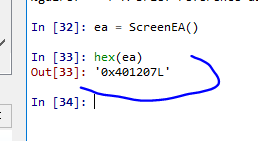 In [32]: ea = ScreenEA()
In [33]: hex(ea)
Out[33]: '0x401207L'
In [34]: